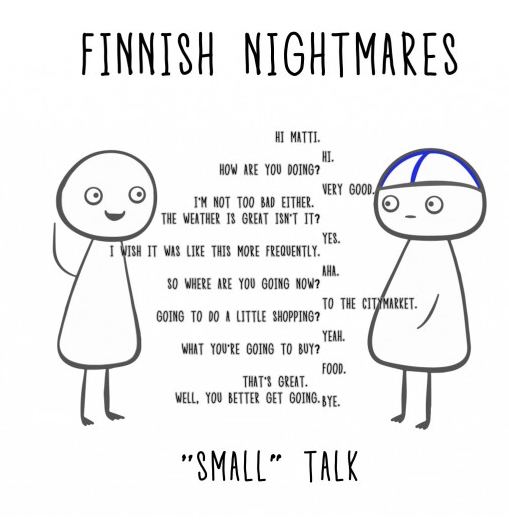 FINNISH NIGHTMARES
HI MATTI.
HI.
HOW ARE YOU DOING?
VERY GOOD.
I'M NOT TOO BAD EITHER.
THE WEATHER IS GREAT ISN'T IT?
YES.
I WISH IT WAS LIKE THIS MORE FREQUENTLY.
AHA.
SO WHERE ARE YOU GOING NOW?
TO THE CITYMARKET.
GOING TO DO A LITTLE SHOPPING?
YEAH.
WHAT YOU'RE GOING TO BUY?
FOOD.
THAT'S GREAT.
WELL, YOU BETTER GET GOING.
BYE.
"SMALL" TALK